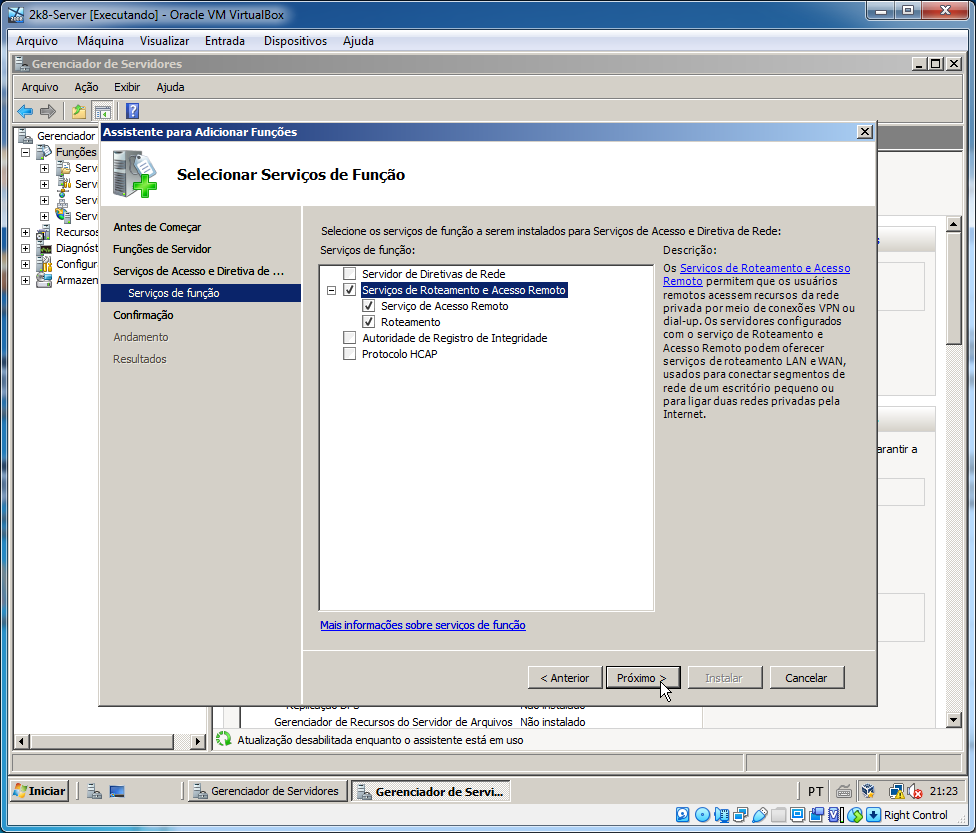 2k8-Server [Executando] - Oracle VM VirtualBox
Arquivo Máquina Visualizar Entrada Dispositivos Ajuda
Gerenciador de Servidores
Arquivo Ação Exibir Ajuda
Gerenciador
Funções
Serv
Serv
Serv
Serv
Recursos
Diagnóst
Configur
Armazen
Assistente para Adicionar Funções
Selecionar Serviços de Função
Antes de Começar
Funções de Servidor
Serviços de Acesso e Diretiva de ...
Serviços de função
Confirmação
Andamento
Resultados
Selecione os serviços de função a serem instalados para Serviços de Acesso e Diretiva de Rede:
Serviços de função:
Servidor de Diretivas de Rede
Serviços de Roteamento e Acesso Remoto
Serviço de Acesso Remoto
Roteamento
Autoridade de Registro de Integridade
Protocolo HCAP
Mais informações sobre serviços de função
Descrição:
Os Serviços de Roteamento e Acesso
Remoto permitem que os usuários
remotos acessem recursos da rede
privada por meio de conexões VPN ou
dial-up. Os servidores configurados
com o serviço de Roteamento e
Acesso Remoto podem oferecer
serviços de roteamento LAN e WAN,
usados para conectar segmentos de
rede de um escritório pequeno ou
para ligar duas redes privadas pela
Internet.
arantir a
< Anterior Próximo > Instalar Cancelar
Gerenciador de Recursos do Servidor de Arquivos Não instalado
Atualização desabilitada enquanto o assistente está em uso
Iniciar Gerenciador de Servidores Gerenciador de Servi... PT 21:23
Right Control